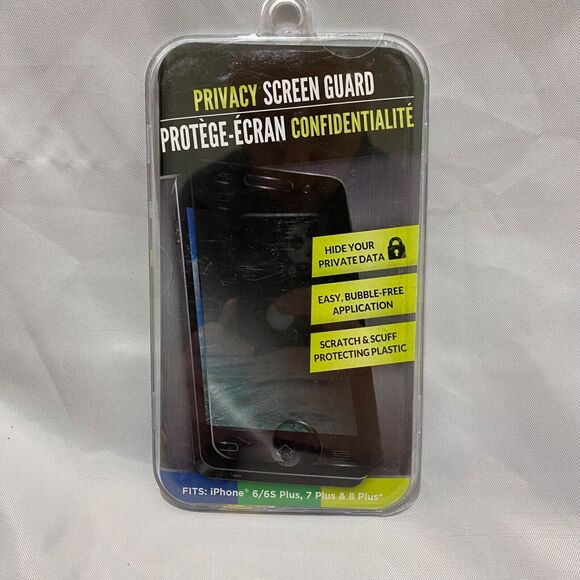 PRIVACY SCREEN GUARD
PROTÈGE-ÉCRAN CONFIDENTIALITÉ
HIDE YOUR
PRIVATE DATA
EASY, BUBBLE-FREE
APPLICATION
SCRATCH & SCUFF
PROTECTING PLASTIC
FITS: iPhone® 6/6S Plus, 7 Plus & 8 Plus*